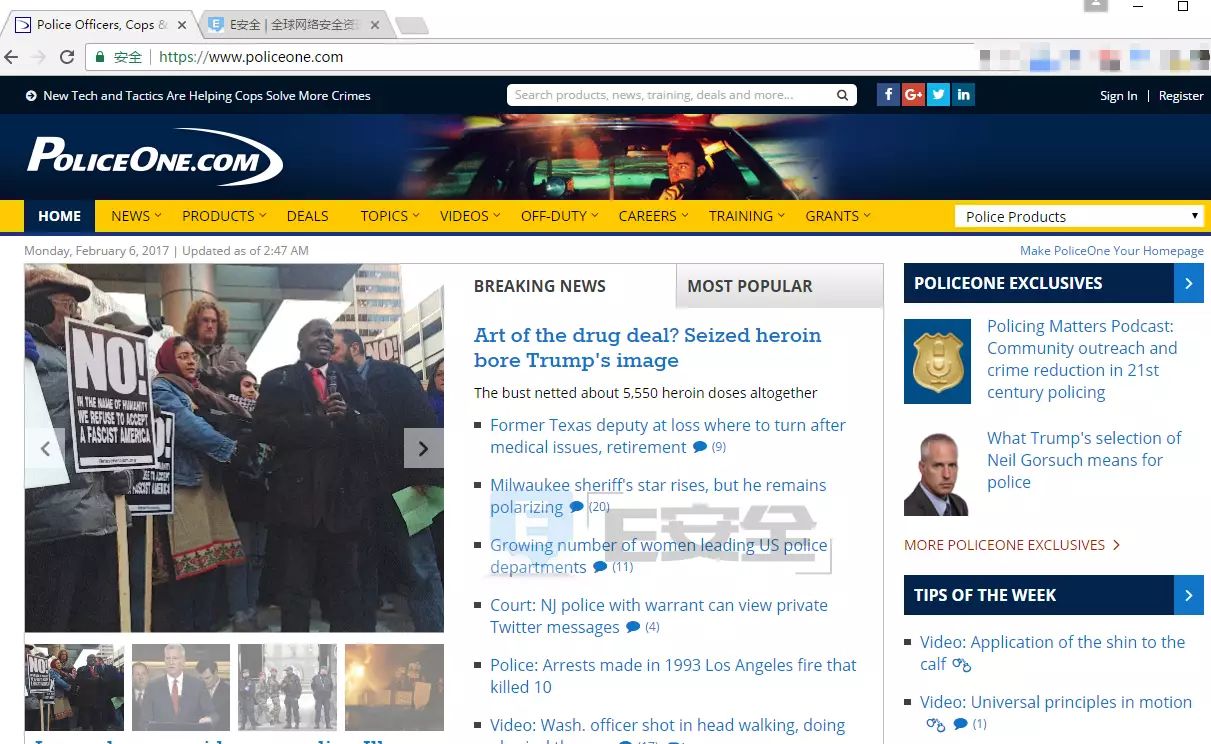 Police Officers, Cops &
E安全 | 全球网络安全资
安全 | https://www.policeone.com
New Tech and Tactics Are Helping Cops Solve More Crimes
Search products, news, training, deals and more...
Sign In | Register
POLICEONE.COM
HOME NEWS PRODUCTS DEALS TOPICS VIDEOS OFF-DUTY CAREERS TRAINING GRANTS
Police Products
Monday, February 6, 2017 | Updated as of 2:47 AM
Make PoliceOne Your Homepage
NO!
IN THE NAME OF HUMANITY
WE REFUSE TO ACCEPT
A FASCIST AMERICA
NO!
BREAKING NEWS
MOST POPULAR
Art of the drug deal? Seized heroin
bore Trump's image
The bust netted about 5,550 heroin doses altogether
Former Texas deputy at loss where to turn after
medical issues, retirement (9)
Milwaukee sheriff's star rises, but he remains
polarizing (20)
E安全
Growing number of women leading US police
departments (11)
Court: NJ police with warrant can view private
Twitter messages (4)
Police: Arrests made in 1993 Los Angeles fire that
killed 10
Video: Wash. officer shot in head walking, doing
POLICEONE EXCLUSIVES
Policing Matters Podcast:
Community outreach and
crime reduction in 21st
century policing
What Trump's selection of
Neil Gorsuch means for
police
MORE POLICEONE EXCLUSIVES
TIPS OF THE WEEK
Video: Application of the shin to the
calf
Video: Universal principles in motion
(1)